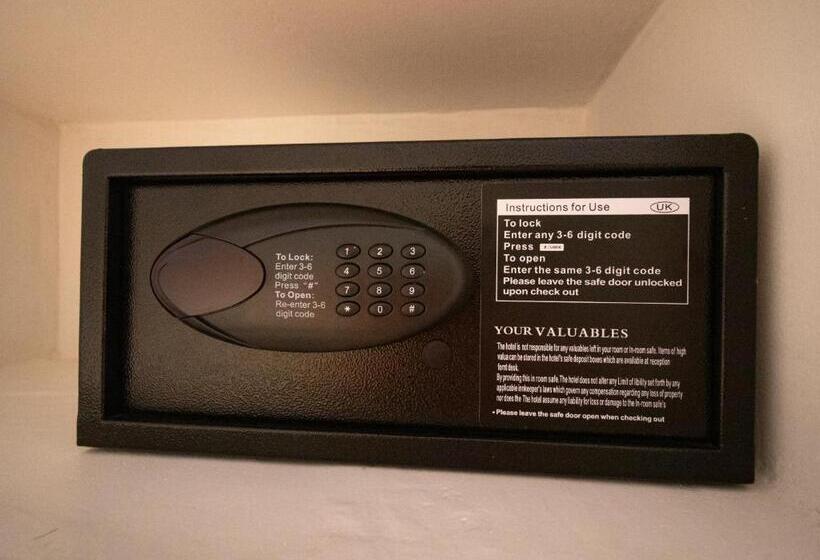 To Lock:
Enter 3-6
digit code
Press "#"
To Open:
Re-enter 3-6
digit code
1 2 3
4 5 6
7 8 9
* 0 #
Instructions for Use UK
To lock
Enter any 3-6 digit code
Press
To open
Enter the same 3-6 digit code
Please leave the safe door unlocked
upon check out
YOUR VALUABLES
The hotel is not responsible for any valuables left in your room or In-room safe. Items of high
value can be stored in the hotel's safe deposit boxes which are available at reception
desk.
By providing this in room safe. The hotel does not alter any Limit of set forth by any
applicable innkeeper's laws which govern any compensation regarding any loss of property
nor does the The hotel assume any liability for loss or damage to the In-room safe's
• Please leave the safe door open when checking out